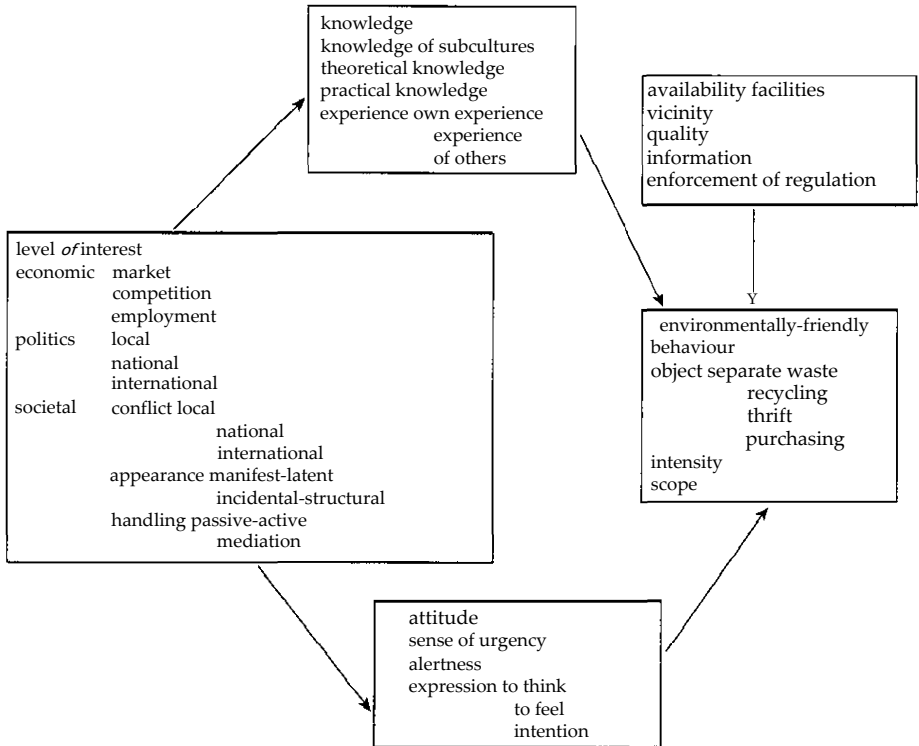 knowledge
knowledge of subcultures
theoretical knowledge
practical knowledge
experience own experience
experience
of others
availability facilities
vicinity
quality
information
enforcement of regulation
level of interest
economic market
competition
employment
politics local
national
international
societal conflict local
national
international
appearance manifest-latent
incidental-structural
handling passive-active
mediation
Y
environmentally-friendly
behaviour
object separate waste
recycling
thrift
purchasing
intensity
scope
attitude
sense of urgency
alertness
expression to think
to feel
intention